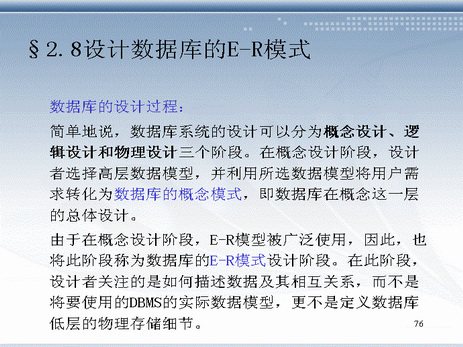 §2.8设计数据库的E-R模式
数据库的设计过程：
简单地说，数据库系统的设计可以分为概念设计、逻
辑设计和物理设计三个阶段。在概念设计阶段，设计
者选择高层数据模型，并利用所选数据模型将用户需
求转化为数据库的概念模式，即数据库在概念这一层
的总体设计。
由于在概念设计阶段，E-R模型被广泛使用，因此，也
将此阶段称为数据库的E-R模式设计阶段。在此阶段，
设计者关注的是如何描述数据及其相互关系，而不是
将要使用的DBMS的实际数据模型，更不是定义数据库
低层的物理存储细节。
76